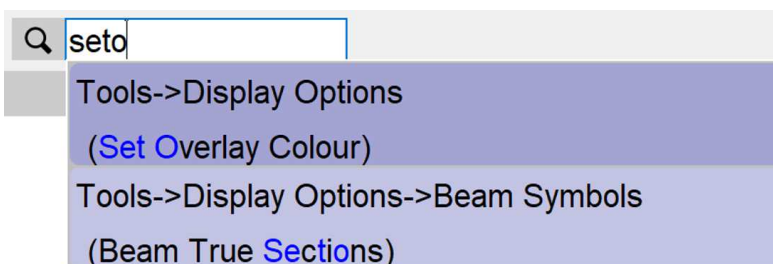 seto
Tools->Display Options
(Set Overlay Colour)
Tools->Display Options->Beam Symbols
(Beam True Sections)